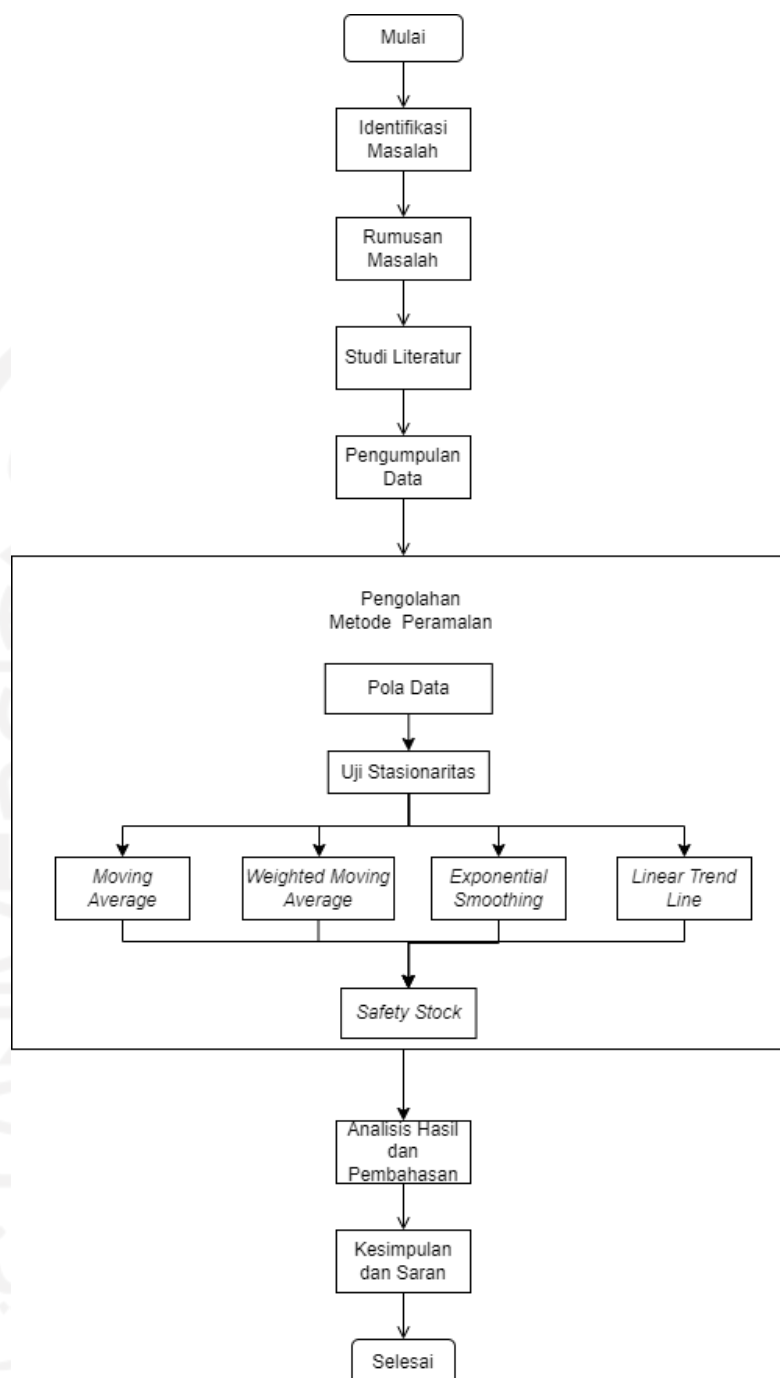 Mulai
Identifikasi
Masalah
Rumusan
Masalah
Studi Literatur
Pengumpulan
Data
Pengolahan
Metode Peramalan
Pola Data
Uji Stasionaritas
Moving
Average
Weighted Moving
Average
Exponential
Smoothing
Linear Trend
Line
Safety Stock
Analisis Hasil
dan
Pembahasan
Kesimpulan
dan Saran
Selesai